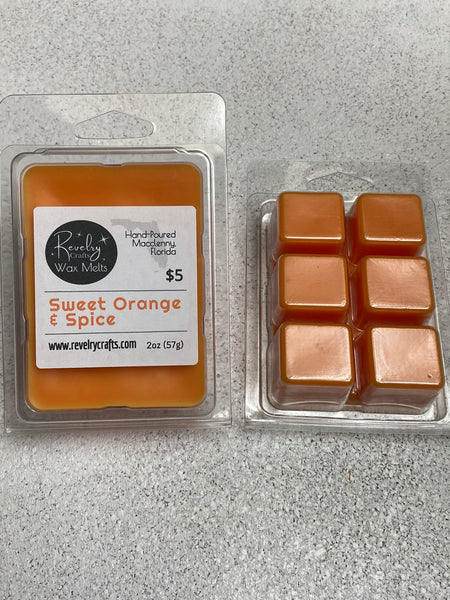 Revelry
Crafts
Wax Melts
Hand-Poured
Macclenny,
Florida
$5
Sweet Orange
& Spice
www.revelrycrafts.com
2oz (57g)